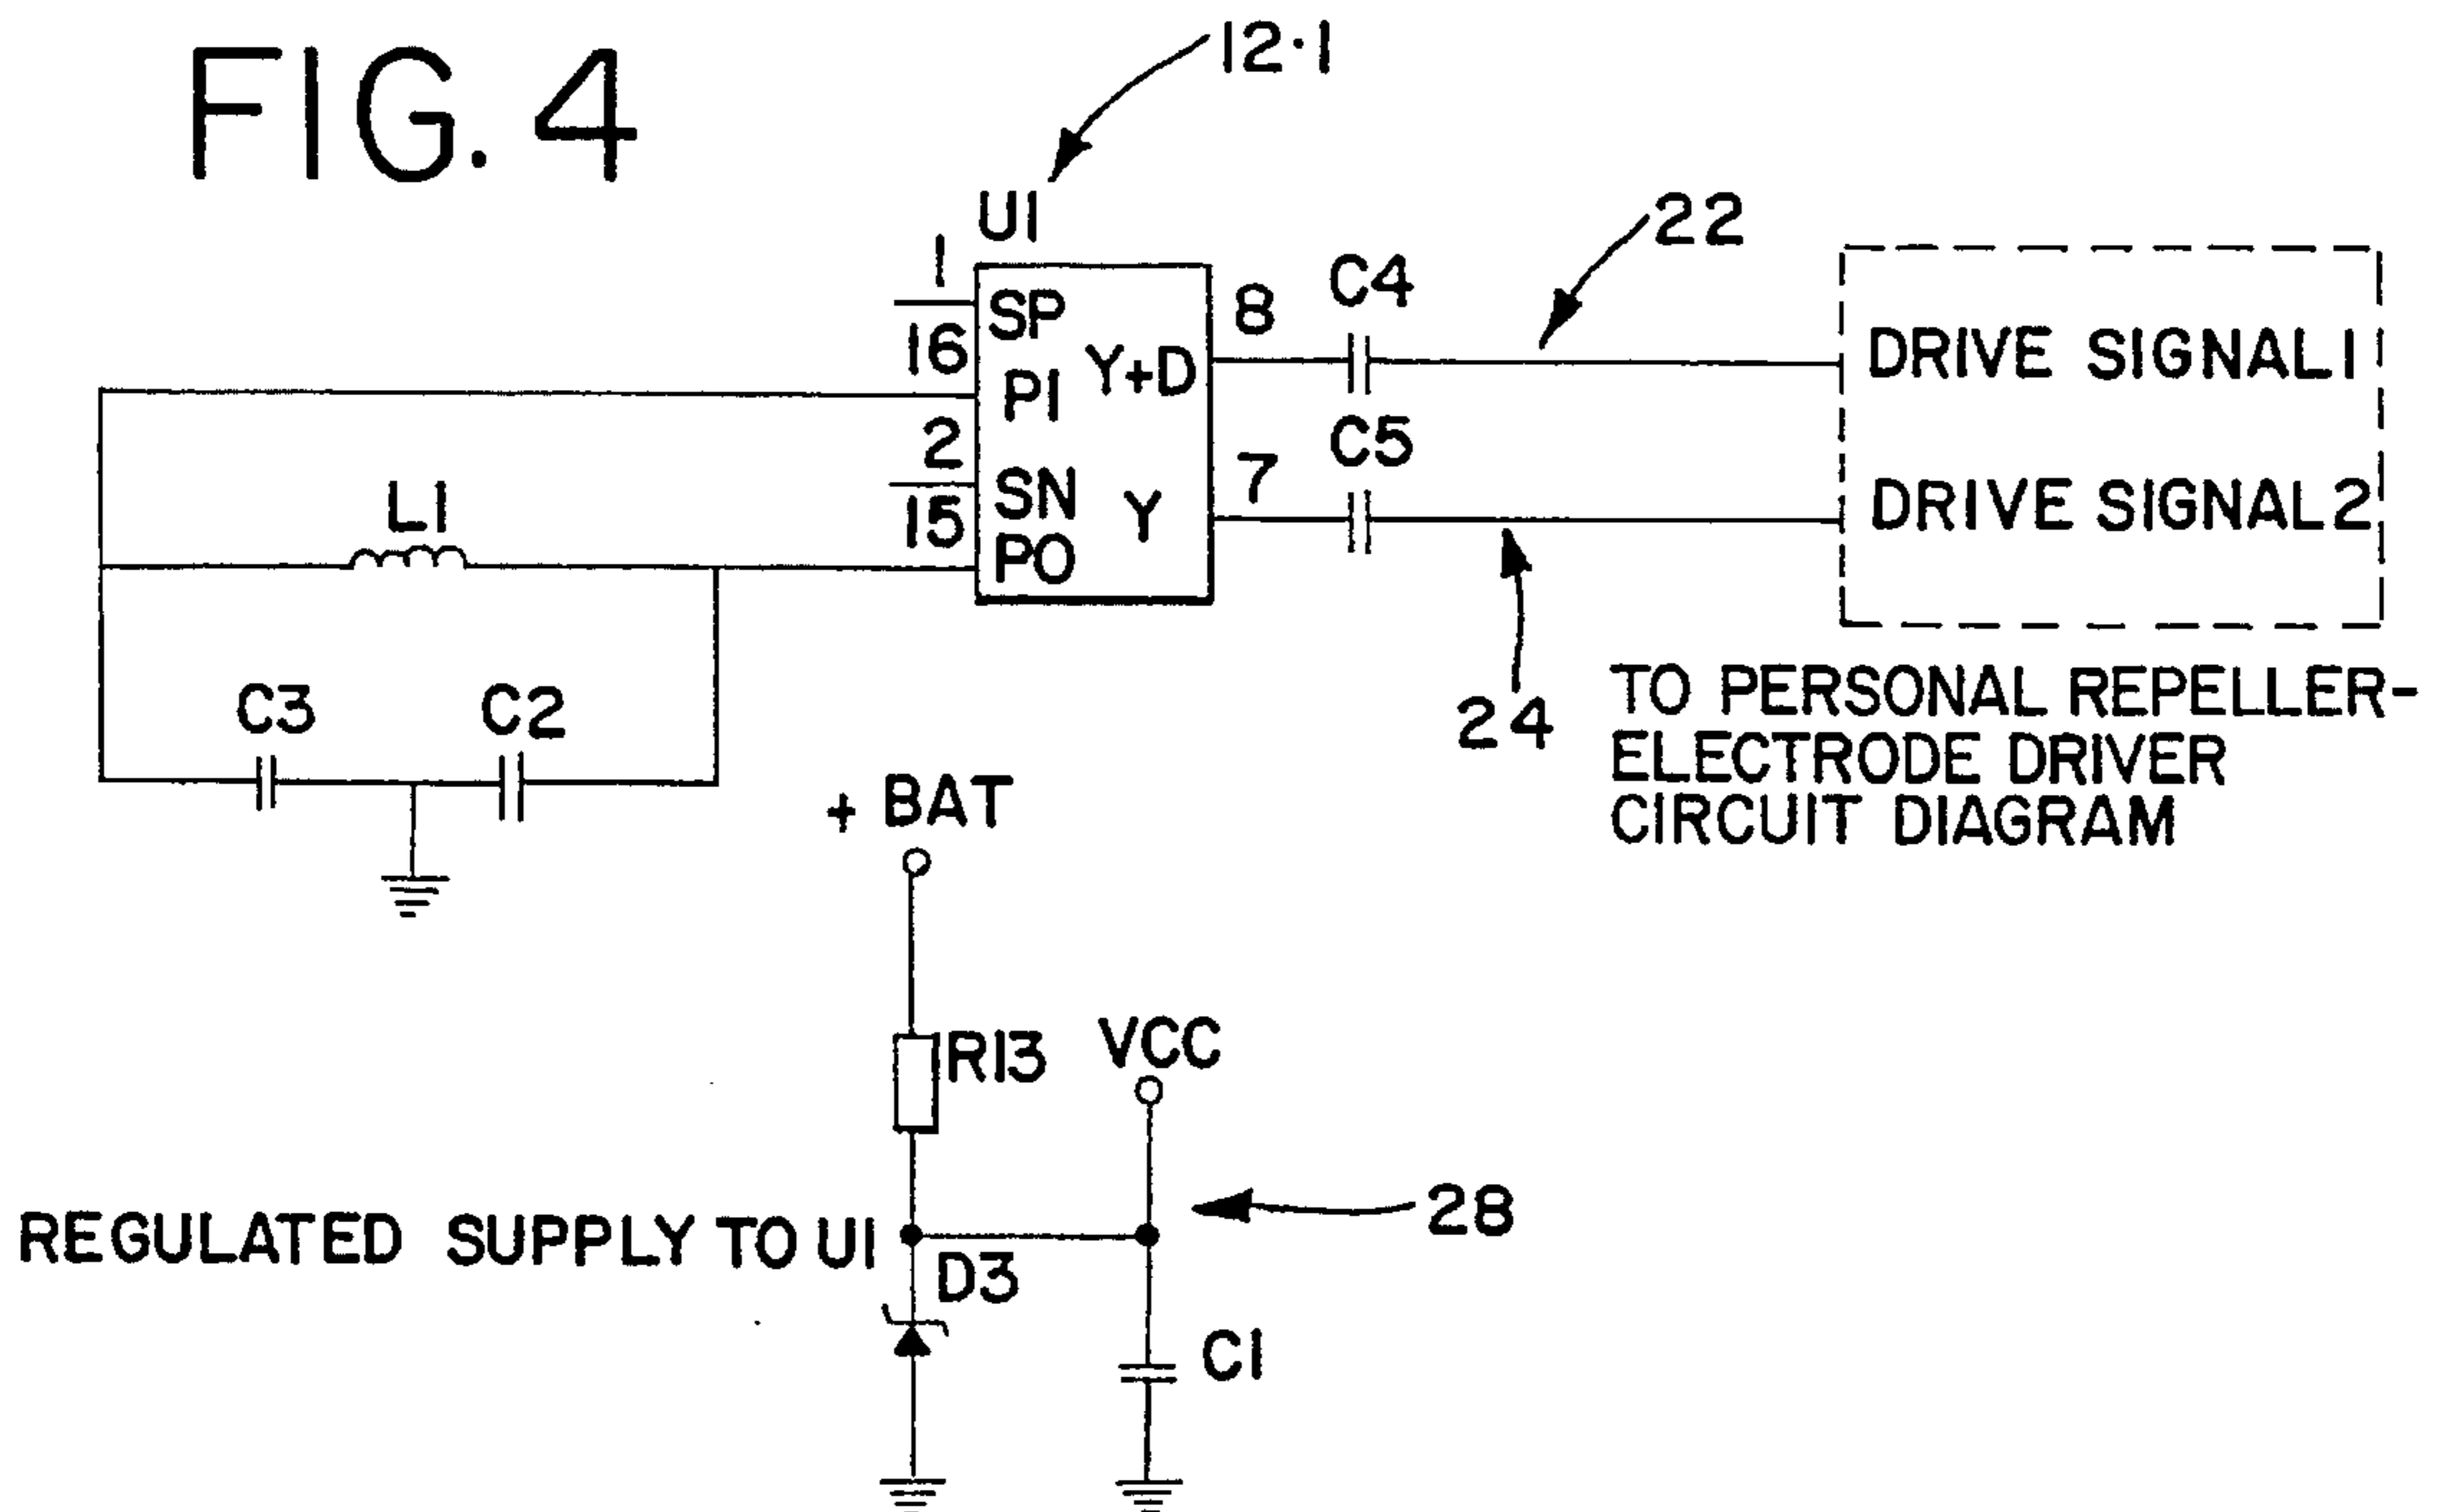 FIG. 4
12.1
U1
22
1
SP
8
C4
16
PI
Y+D
DRIVE SIGNAL1
2
SN
7
C5
15
PO
Y
DRIVE SIGNAL2
L1
24
TO PERSONAL REPELLER-
ELECTRODE DRIVER
CIRCUIT DIAGRAM
C3
C2
+ BAT
R13
VCC
28
REGULATED SUPPLY TO U1
D3
C1